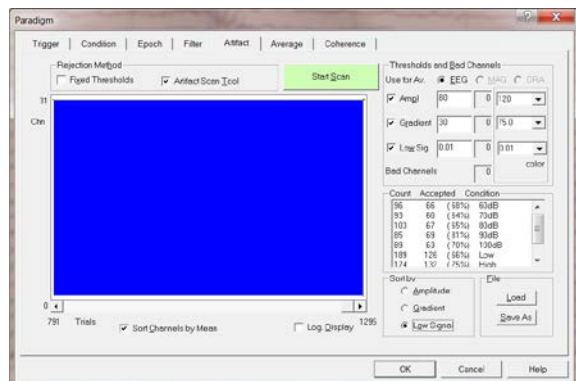 Paradigm
Trigger Condition Epoch Filter Artifact Average Coherence
Rejection Method
Fixed Thresholds
Artifact Scan Tool
Start Scan
Thresholds and Bad Channels
Use for Av. EEG MAG GRA
Ampl 80 0 120
Gradient 30 0 75.0
Low Sig 0.01 0 0.01
color
Bad Channels 0
31
Chn
Count Accepted Condition
96 66 (68%) 60dB
93 60 (64%) 70dB
103 67 (65%) 80dB
85 69 (81%) 90dB
89 63 (70%) 100dB
189 126 (66%) Low
174 132 (75%) High
Sort by
Amplitude
Gradient
Low Signal
File
Load
Save As
0
791 Trials
Sort Channels by Meas
Log. Display
1295
OK Cancel Help